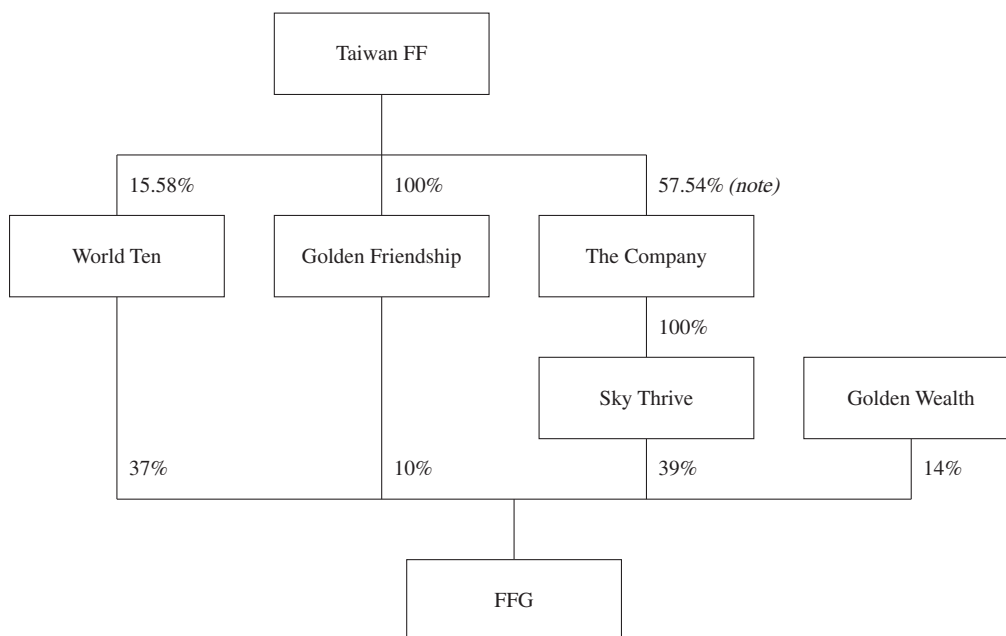 Taiwan FF
15.58%
100%
57.54% (note)
World Ten
Golden Friendship
The Company
100%
Sky Thrive
Golden Wealth
37%
10%
39%
14%
FFG